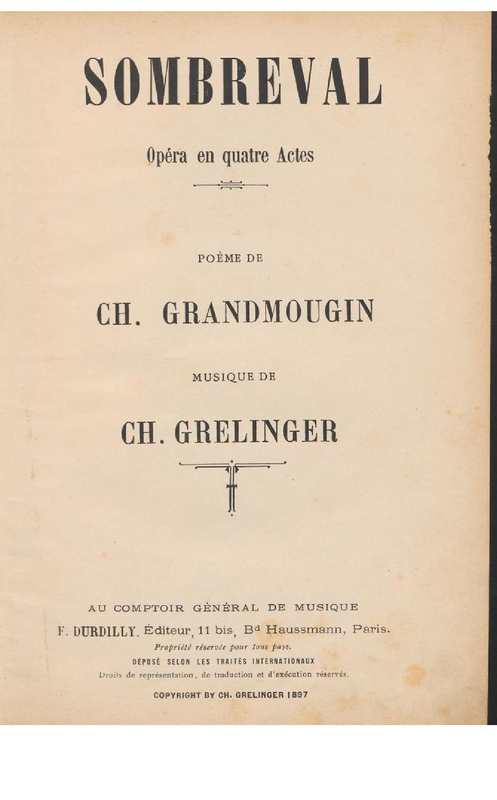 SOMBREVAL
Opéra en quatre Actes
POÈME DE
CH. GRANDMOUGIN
MUSIQUE DE
CH. GRELINGER
AU COMPTOIR GÉNÉRAL DE MUSIQUE
F. DURDILLY. Éditeur, 11 bis, Bd Haussmann, Paris.
Propriété réservée pour tous pays.
DÉPOSÉ SELON LES TRAITÉS INTERNATIONAUX
Droits de représentation, de traduction et d'exécution réservés.
COPYRIGHT BY CH. GRELINGER 1897